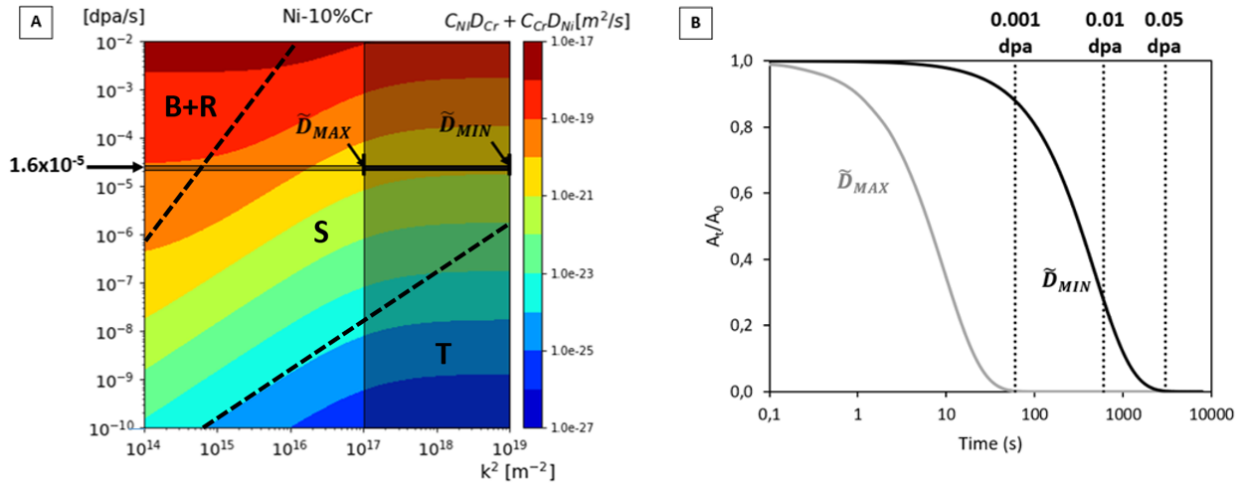 A
[dpa/s]
Ni-10%Cr
C_NI D_Cr + C_Cr D_Ni [m²/s]
10⁻²
10⁻³
10⁻⁴
10⁻⁵
10⁻⁶
10⁻⁷
10⁻⁸
10⁻⁹
10⁻¹⁰
1.6x10⁻⁵
B+R
D̃_MAX
D̃_MIN
S
T
10¹⁴
10¹⁵
10¹⁶
10¹⁷
10¹⁸
10¹⁹
k² [m⁻²]
1.0e-17
1.0e-19
1.0e-21
1.0e-23
1.0e-25
1.0e-27
B
0.001 0.01 0.05
dpa dpa dpa
1,0
0,8
0,6
0,4
0,2
0,0
A_t/A_0
D̃_MAX
D̃_MIN
0,1 1 10 100 1000 10000
Time (s)